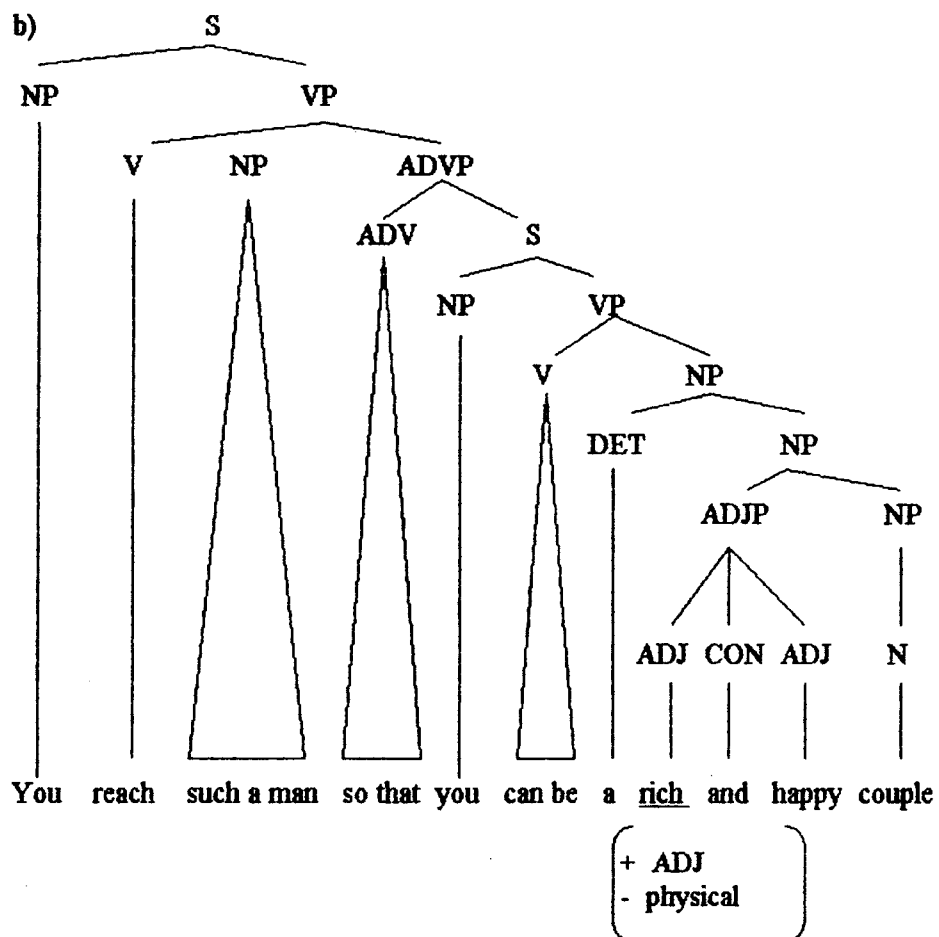 b) S
NP VP
V NP ADVP
ADV S
NP VP
V NP
DET NP
ADJP NP
ADJ CON ADJ N
You reach such a man so that you can be a rich and happy couple
+ ADJ
- physical